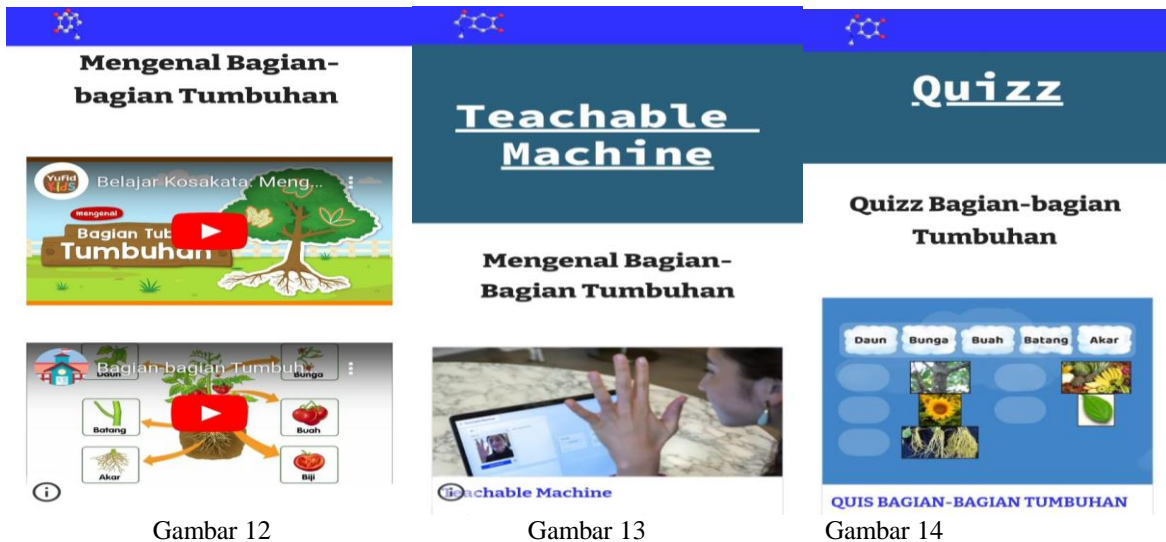 Mengenal Bagian-
bagian Tumbuhan
YUFID
KIDS
Belajar Kosakata: Meng...
mengenal
Bagian Tub
Tumbuhan
Bagian-bagian Tumbuh...
Daun
Bunga
Batang
Buah
Akar
Biji
Teachable
Machine
Mengenal Bagian-
Bagian Tumbuhan
Teachable Machine
Quizz
Quizz Bagian-bagian
Tumbuhan
Daun Bunga Buah Batang Akar
QUIS BAGIAN-BAGIAN TUMBUHAN
Gambar 12 Gambar 13 Gambar 14